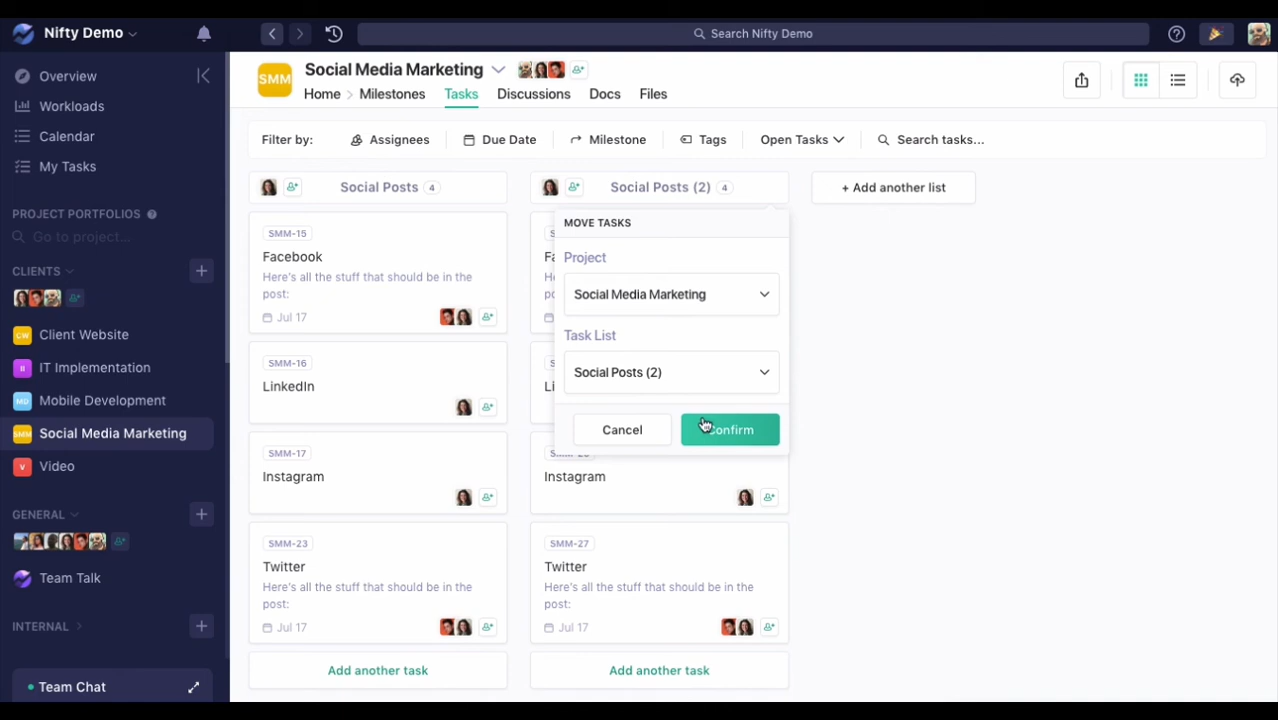 Nifty Demo
Search Nifty Demo
Overview
Workloads
Calendar
My Tasks
PROJECT PORTFOLIOS
Go to project...
CLIENTS
CW Client Website
II IT Implementation
MD Mobile Development
SMM Social Media Marketing
V Video
GENERAL
Team Talk
INTERNAL
Team Chat
SMM
Social Media Marketing
Home Milestones Tasks Discussions Docs Files
Filter by: Assignees Due Date Milestone Tags Open Tasks Search tasks...
Social Posts 4
SMM-15
Facebook
Here's all the stuff that should be in the
post:
Jul 17
SMM-16
LinkedIn
SMM-17
Instagram
SMM-23
Twitter
Here's all the stuff that should be in the
post:
Jul 17
Add another task
Social Posts (2) 4
MOVE TASKS
Project
Social Media Marketing
Task List
Social Posts (2)
Cancel
Confirm
Instagram
SMM-27
Twitter
Here's all the stuff that should be in the
post:
Jul 17
Add another task
+ Add another list